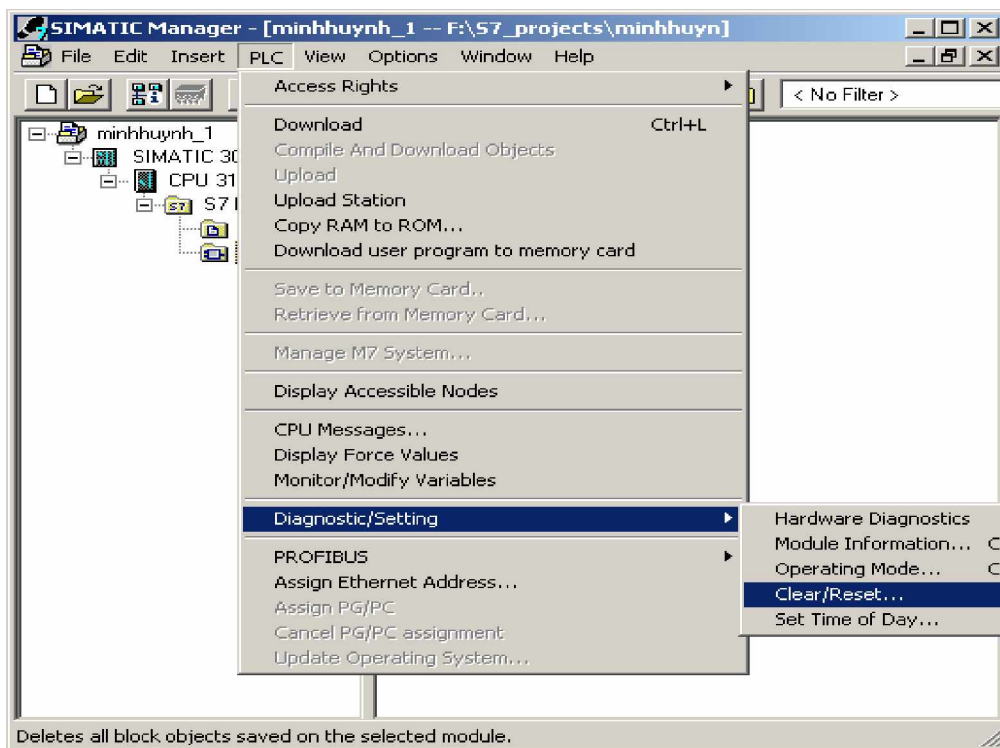 SIMATIC Manager - [minhhuynh_1 -- F:\S7_projects\minhhuyn]
File Edit Insert PLC View Options Window Help
< No Filter >
Access Rights
Download Ctrl+L
Compile And Download Objects
Upload
Upload Station
Copy RAM to ROM...
Download user program to memory card
Save to Memory Card..
Retrieve from Memory Card...
Manage M7 System...
Display Accessible Nodes
CPU Messages...
Display Force Values
Monitor/Modify Variables
Diagnostic/Setting
PROFIBUS
Assign Ethernet Address...
Assign PG/PC
Cancel PG/PC assignment
Update Operating System...
minhhuynh_1
SIMATIC 30
CPU 31
S7
Hardware Diagnostics
Module Information... C
Operating Mode... C
Clear/Reset...
Set Time of Day...
Deletes all block objects saved on the selected module.